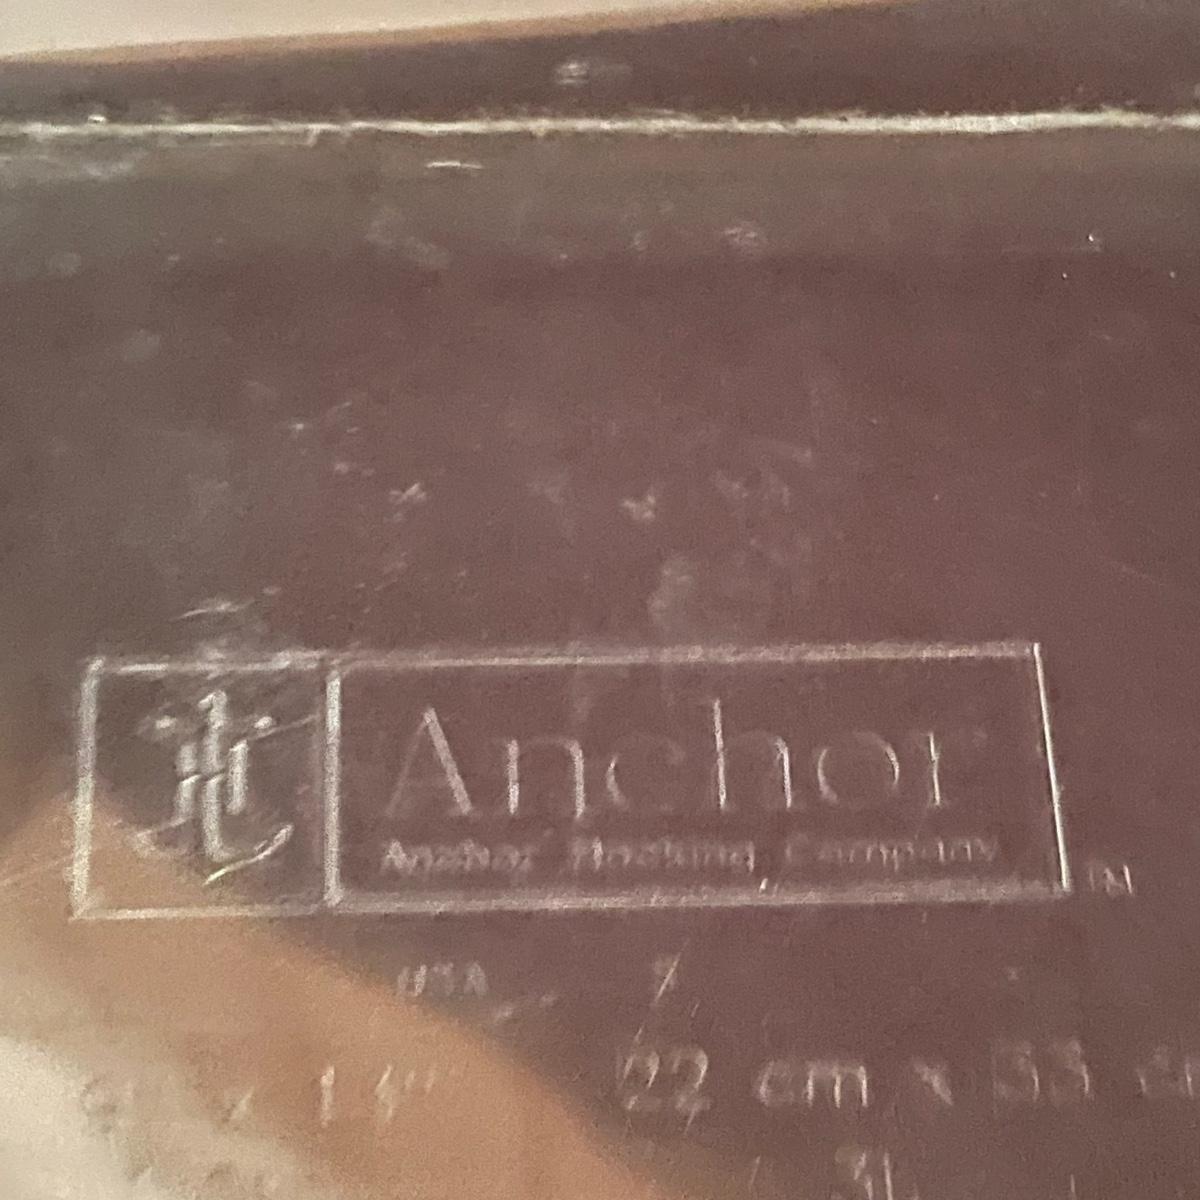 Anchor
Anchor Hocking Company
TM
USA
22 cm x 33 cm